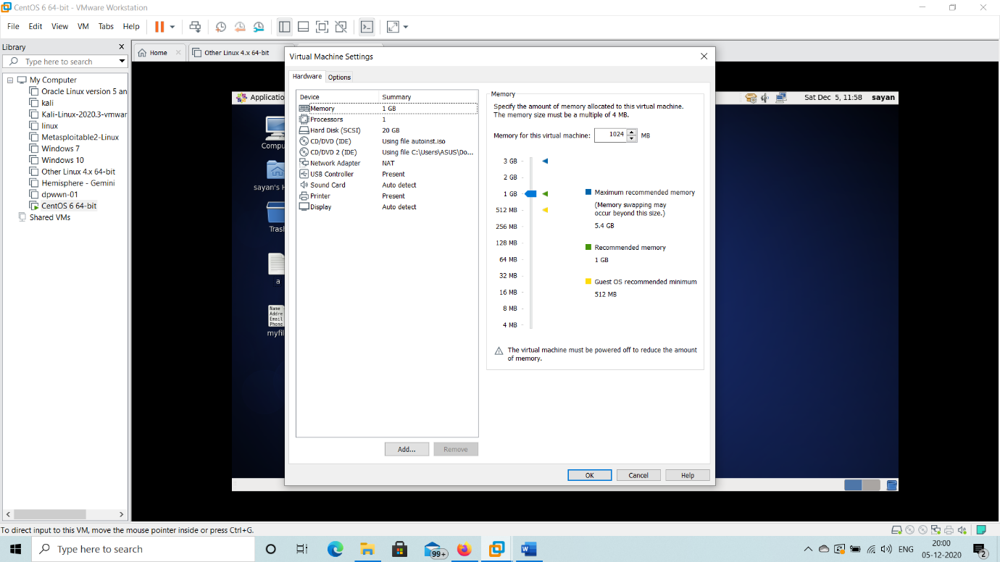 CentOS 6 64-bit - VMware Workstation
File Edit View VM Tabs Help
Library
Type here to search
My Computer
Oracle Linux version 5 an
kali
Kali-Linux-2020.3-vmwar
linux
Metasploitable2-Linux
Windows 7
Windows 10
Other Linux 4.x 64-bit
Hemisphere - Gemini
dpwwn-01
CentOS 6 64-bit
Shared VMs
Home
Other Linux 4.x 64-bit
Applicatio
Sat Dec 5, 11:58 sayan
Compu
sayan's H
Trash
a
Name
Addre
Email
Phone
myfil
Virtual Machine Settings
Hardware Options
Device Summary
Memory 1 GB
Processors 1
Hard Disk (SCSI) 20 GB
CD/DVD (IDE) Using file autoinst.iso
CD/DVD 2 (IDE) Using file C:\Users\ASUS\Do...
Network Adapter NAT
USB Controller Present
Sound Card Auto detect
Printer Present
Display Auto detect
Add... Remove
Memory
Specify the amount of memory allocated to this virtual machine.
The memory size must be a multiple of 4 MB.
Memory for this virtual machine: 1024 MB
3 GB
2 GB
1 GB
512 MB
256 MB
128 MB
64 MB
32 MB
16 MB
8 MB
4 MB
Maximum recommended memory
(Memory swapping may
occur beyond this size.)
5.4 GB
Recommended memory
1 GB
Guest OS recommended minimum
512 MB
The virtual machine must be powered off to reduce the amount
of memory.
OK Cancel Help
To direct input to this VM, move the mouse pointer inside or press Ctrl+G.
Type here to search
99+
ENG
20:00
05-12-2020
2